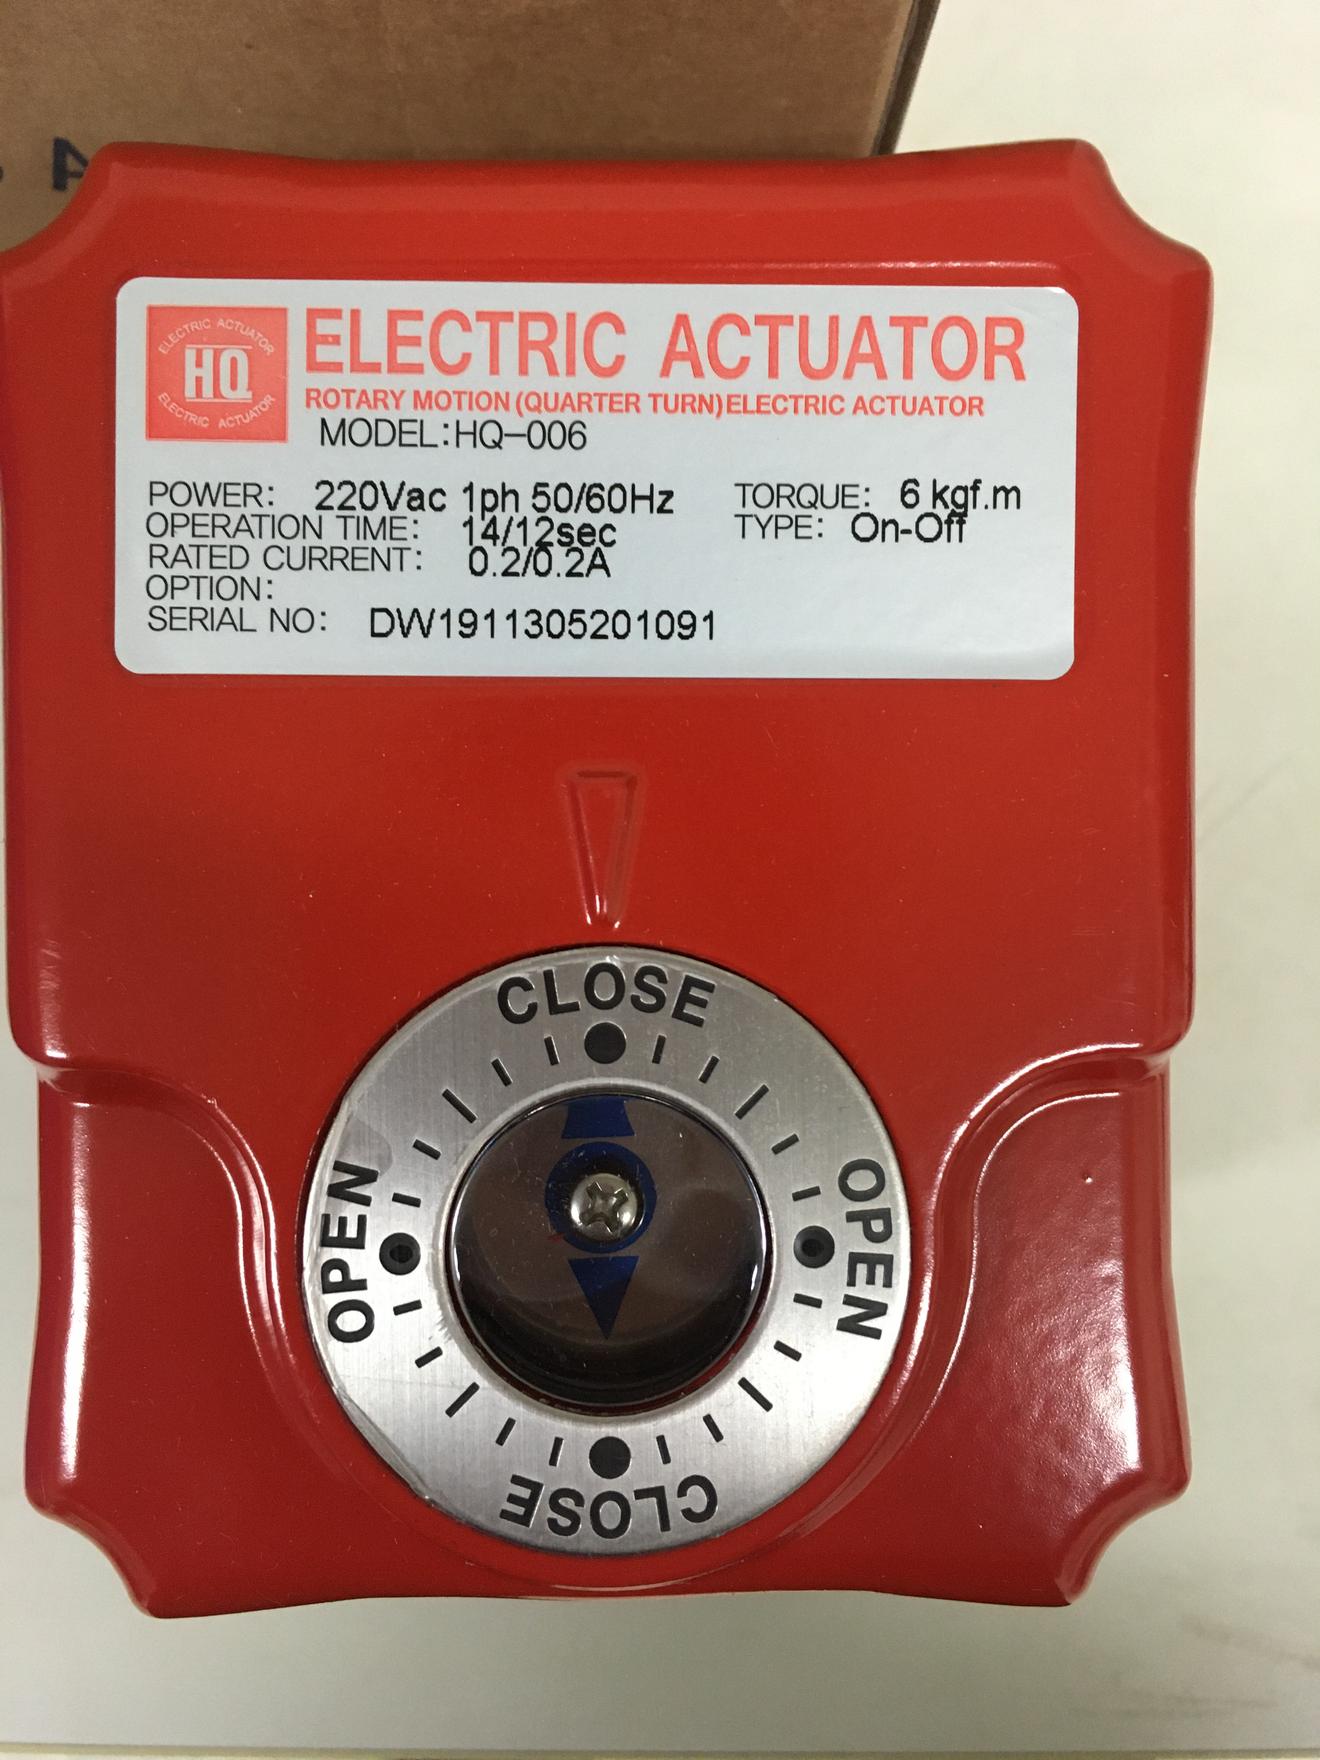 A
ELECTRIC ACTUATOR
HQ
ELECTRIC ACTUATOR
ELECTRIC ACTUATOR
ROTARY MOTION (QUARTER TURN) ELECTRIC ACTUATOR
MODEL: HQ-006
POWER: 220Vac 1ph 50/60Hz TORQUE: 6 kgf.m
OPERATION TIME: 14/12sec TYPE: On-Off
RATED CURRENT: 0.2/0.2A
OPTION:
SERIAL NO: DW1911305201091
CLOSE
OPEN
OPEN
CLOSE